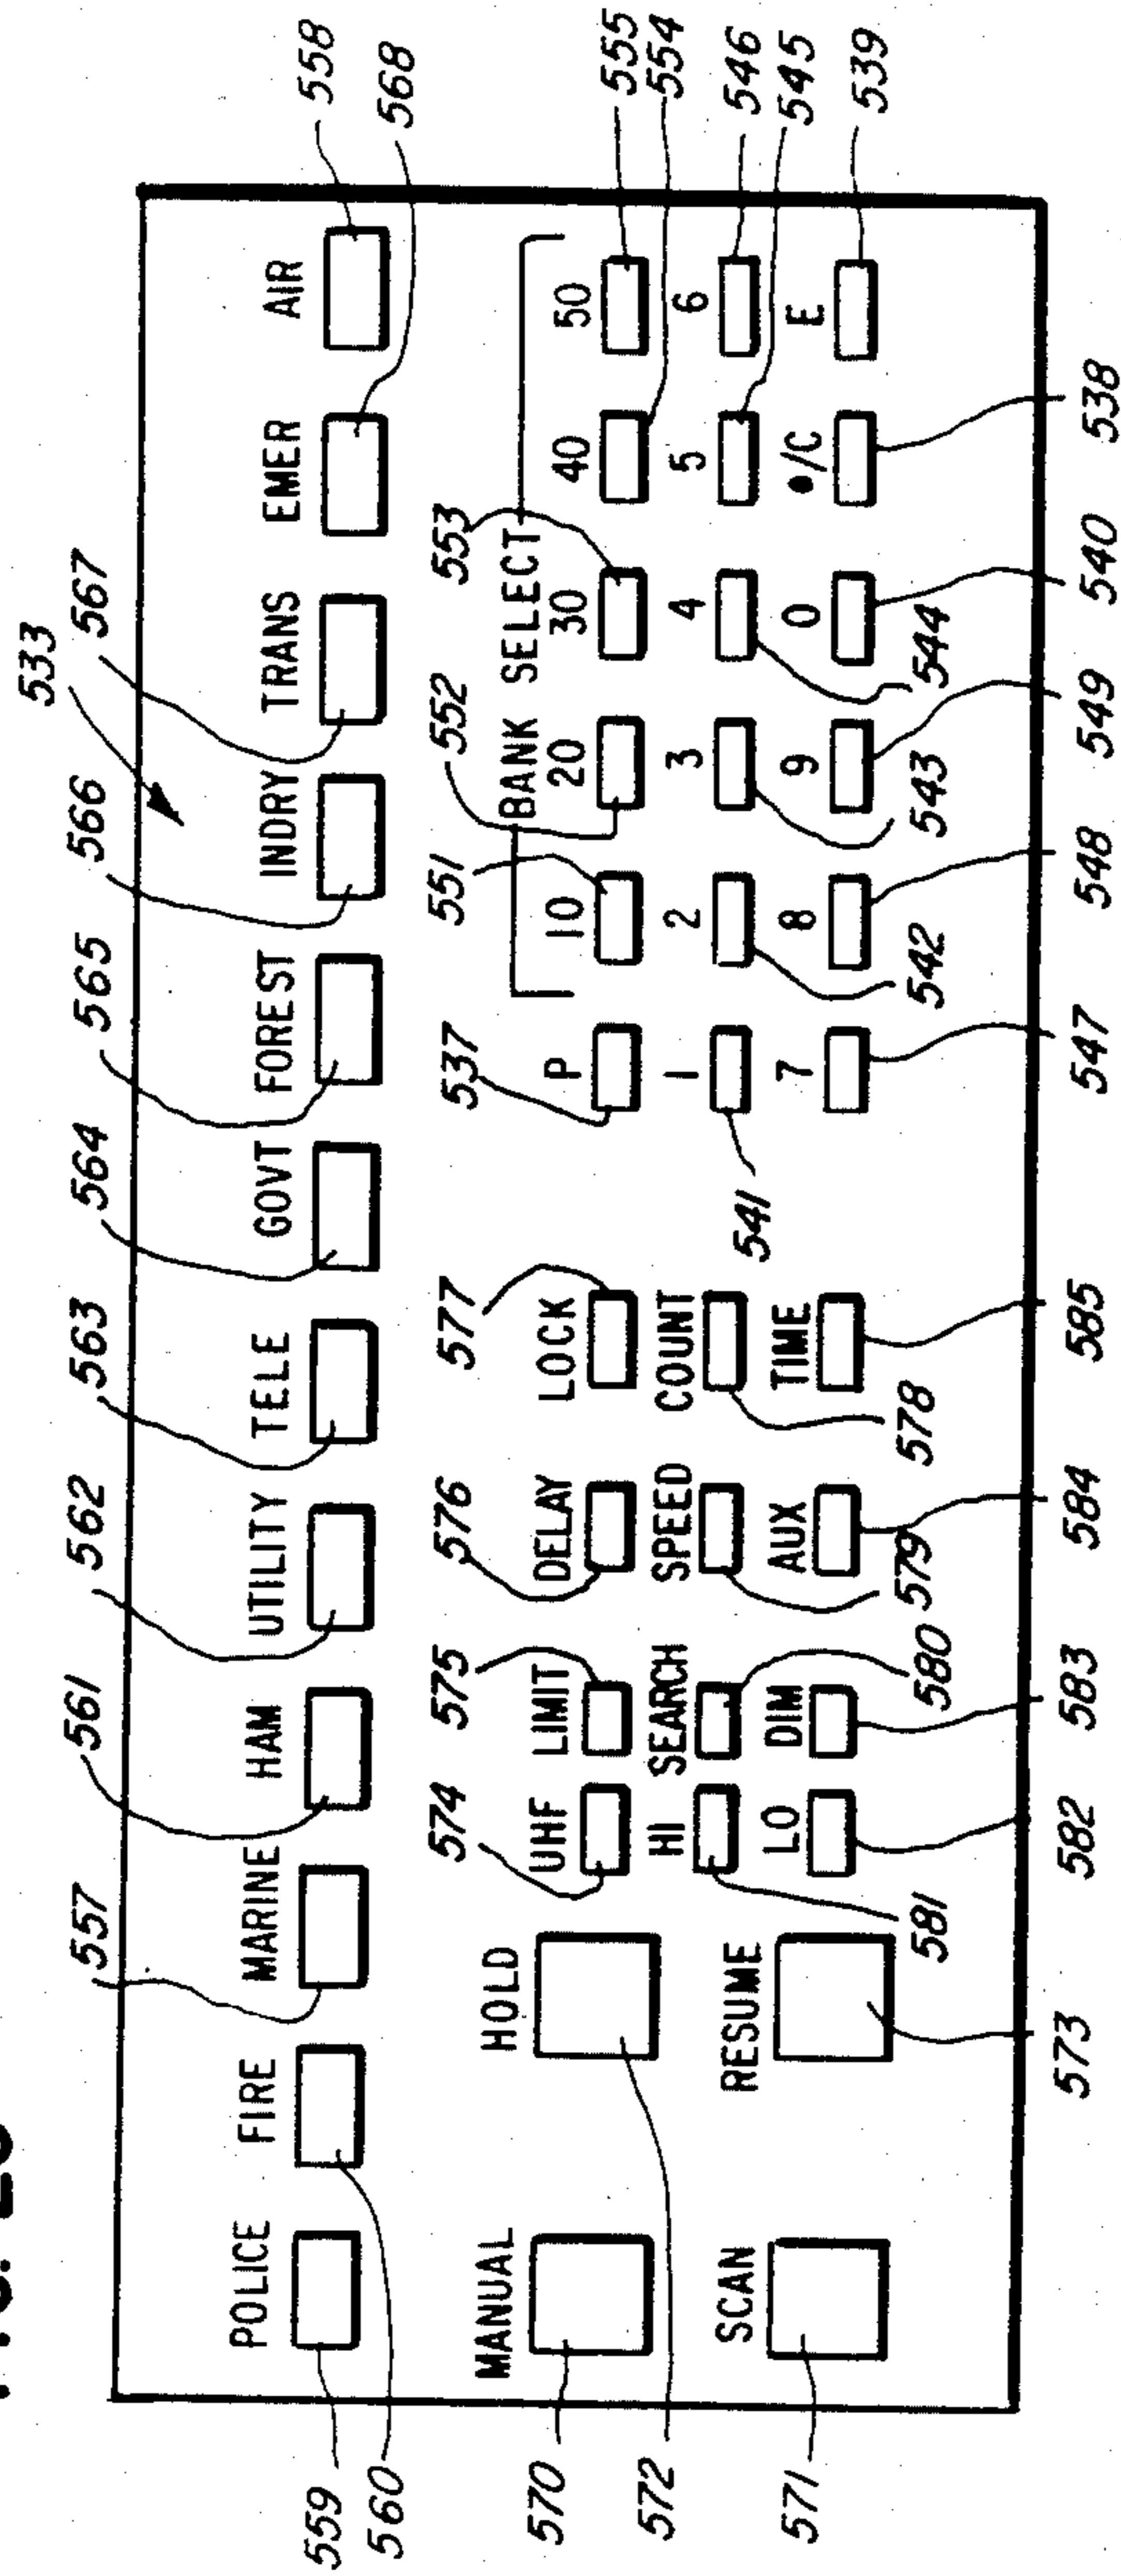 533
557 561 562 563 564 565 566 567
POLICE FIRE MARINE HAM UTILITY TELE GOVT FOREST INDRY TRANS EMER AIR
558
568
559
560
574 575 576 577 537 551 552 553
BANK SELECT
MANUAL HOLD UHF LIMIT DELAY LOCK P 10 20 30 40 50
555
554
570
572
HI SEARCH SPEED COUNT 1 2 3 4 5 6
546
545
SCAN RESUME LO DIM AUX TIME 7 8 9 0 •/C E
539
571
581 580 579 578 541 542 543 544
573 582 583 584 585 547 548 549 540 538